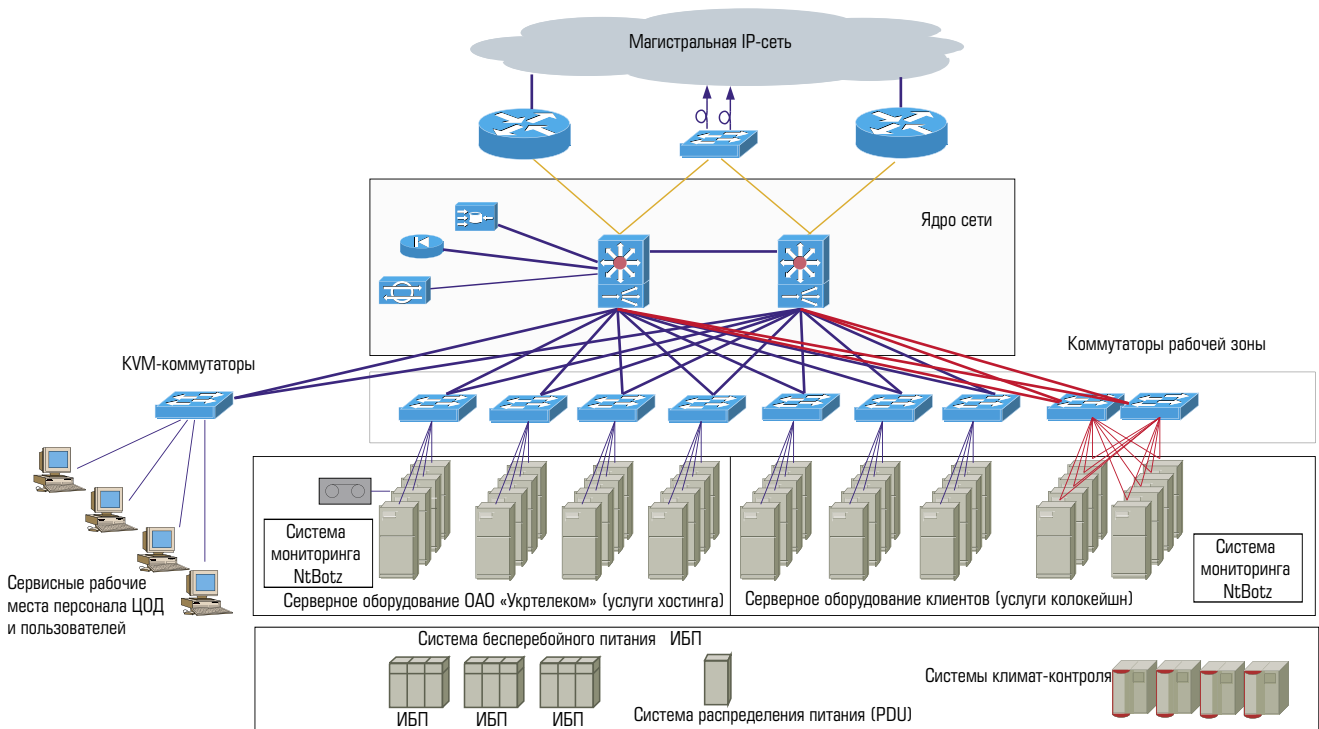 Магистральная IP-сеть
Ядро сети
KVM-коммутаторы
Коммутаторы рабочей зоны
Система
мониторинга
NtBotz
Система
мониторинга
NtBotz
Сервисные рабочие
места персонала ЦОД
и пользователей
Серверное оборудование ОАО «Укртелеком» (услуги хостинга)
Серверное оборудование клиентов (услуги колокейшн)
Система бесперебойного питания ИБП
Системы климат-контроля
ИБП
ИБП
ИБП
Система распределения питания (PDU)